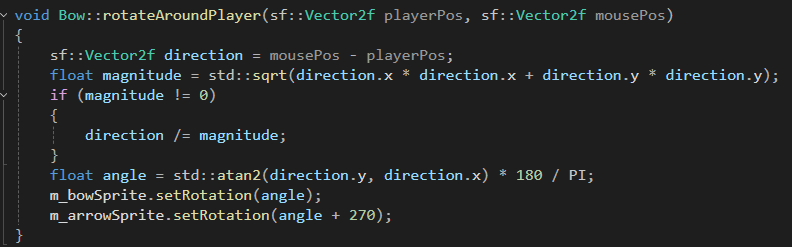 void Bow::rotateAroundPlayer(sf::Vector2f playerPos, sf::Vector2f mousePos)
{
    sf::Vector2f direction = mousePos - playerPos;
    float magnitude = std::sqrt(direction.x * direction.x + direction.y * direction.y);
    if (magnitude != 0)
    {
        direction /= magnitude;
    }
    float angle = std::atan2(direction.y, direction.x) * 180 / PI;
    m_bowSprite.setRotation(angle);
    m_arrowSprite.setRotation(angle + 270);
}